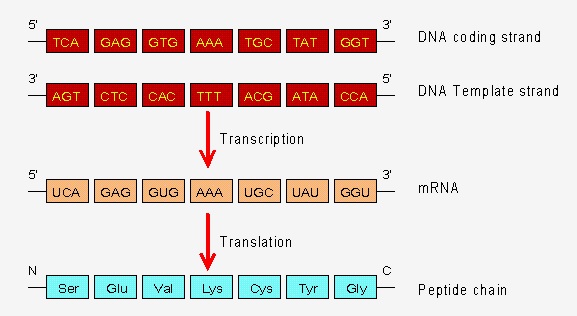 5' 3'
TCA GAG GTG AAA TGC TAT GGT DNA coding strand
3' 5'
AGT CTC CAC TTT ACG ATA CCA DNA Template strand
Transcription
5' 3'
UCA GAG GUG AAA UGC UAU GGU mRNA
Translation
N C
Ser Glu Val Lys Cys Tyr Gly Peptide chain